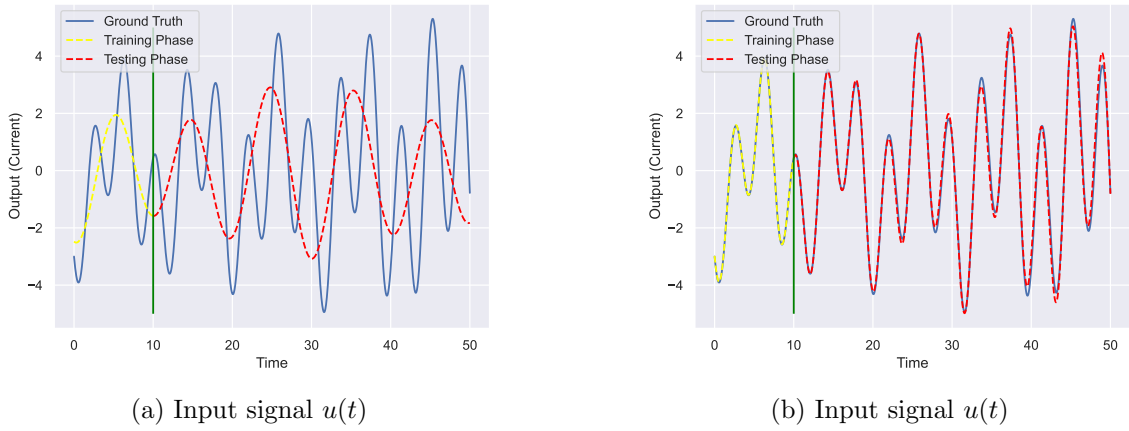 Ground Truth
Training Phase
Testing Phase
4
2
0
−2
−4
Output (Current)
0
10
20
30
40
50
Time
(a) Input signal u(t)
Ground Truth
Training Phase
Testing Phase
4
2
0
−2
−4
Output (Current)
0
10
20
30
40
50
Time
(b) Input signal u(t)